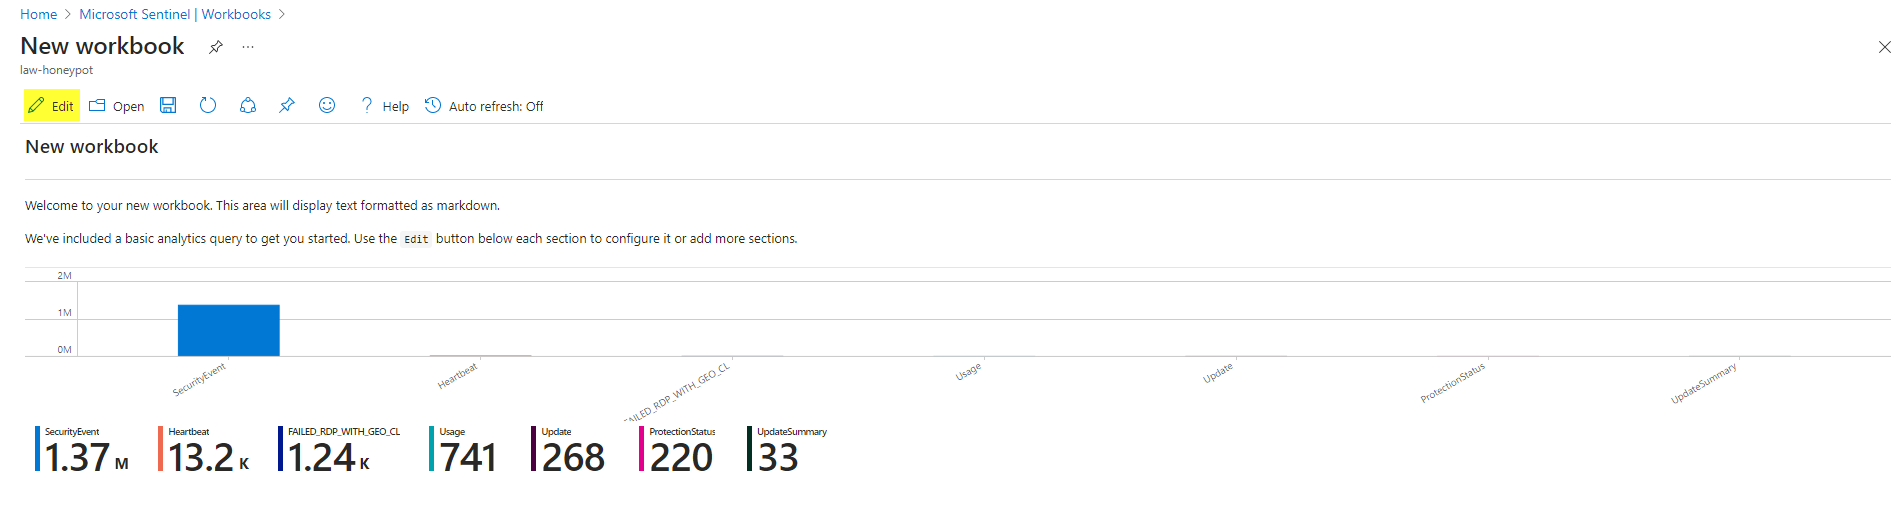 Home > Microsoft Sentinel | Workbooks >
New workbook ...
law-honeypot
Edit Open ? Help Auto refresh: Off
New workbook
Welcome to your new workbook. This area will display text formatted as markdown.
We've included a basic analytics query to get you started. Use the Edit button below each section to configure it or add more sections.
2M
1M
0M
SecurityEvent
Heartbeat
FAILED_RDP_WITH_GEO_CL
Usage
Update
ProtectionStatus
UpdateSummary
SecurityEvent Heartbeat FAILED_RDP_WITH_GEO_CL Usage Update ProtectionStatus UpdateSummary
1.37 M 13.2 K 1.24 K 741 268 220 33